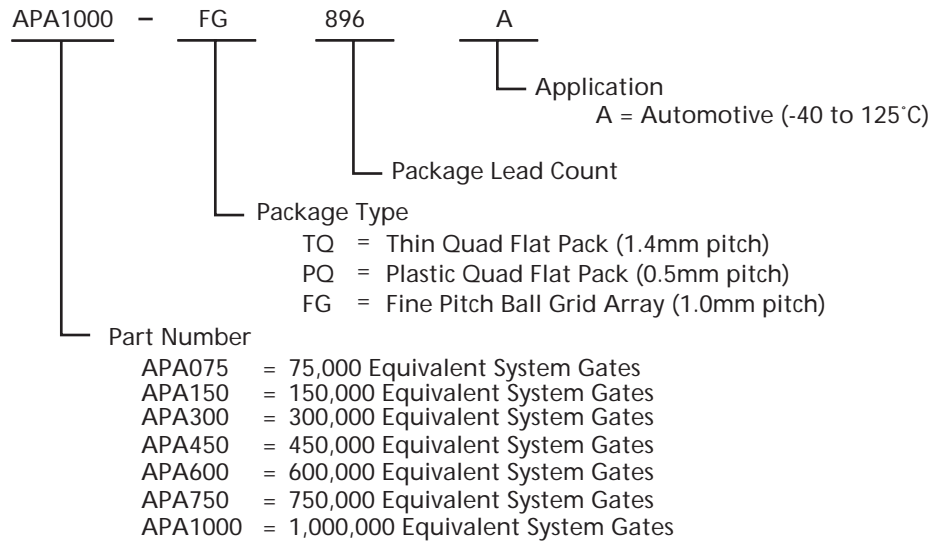 APA1000 – FG 896 A
Application
A = Automotive (-40 to 125˚C)
Package Lead Count
Package Type
TQ = Thin Quad Flat Pack (1.4mm pitch)
PQ = Plastic Quad Flat Pack (0.5mm pitch)
FG = Fine Pitch Ball Grid Array (1.0mm pitch)
Part Number
APA075 = 75,000 Equivalent System Gates
APA150 = 150,000 Equivalent System Gates
APA300 = 300,000 Equivalent System Gates
APA450 = 450,000 Equivalent System Gates
APA600 = 600,000 Equivalent System Gates
APA750 = 750,000 Equivalent System Gates
APA1000 = 1,000,000 Equivalent System Gates